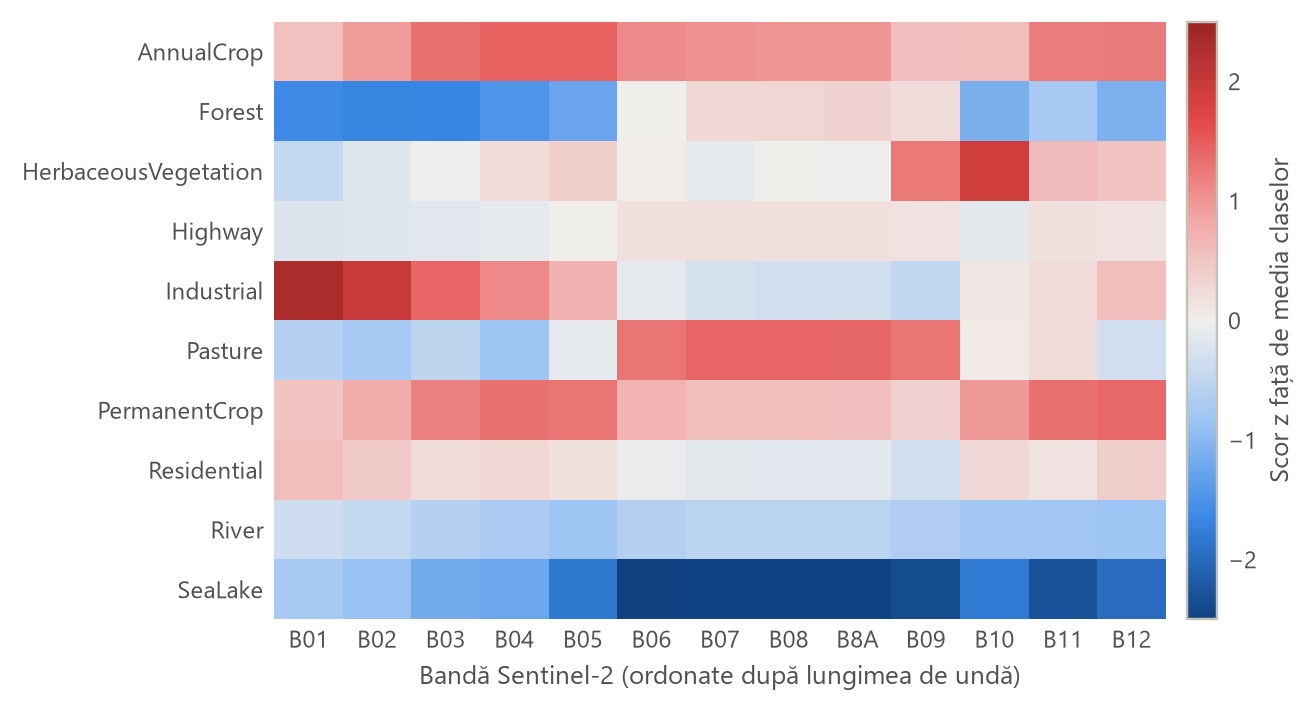 AnnualCrop
Forest
HerbaceousVegetation
Highway
Industrial
Pasture
PermanentCrop
Residential
River
SeaLake
B01 B02 B03 B04 B05 B06 B07 B08 B8A B09 B10 B11 B12
Bandă Sentinel-2 (ordonate după lungimea de undă)
2
1
0
−1
−2
Scor z față de media claselor